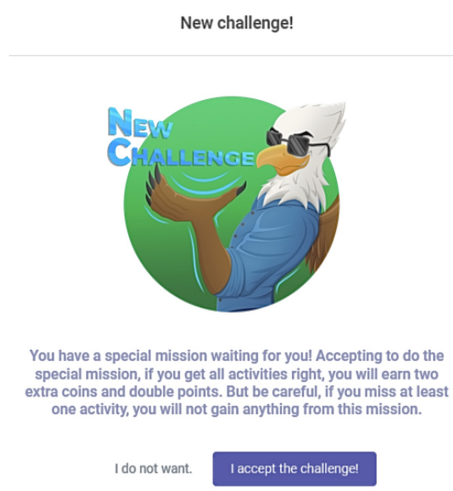 New challenge!
NEW
CHALLENGE
You have a special mission waiting for you! Accepting to do the
special mission, if you get all activities right, you will earn two
extra coins and double points. But be careful, if you miss at least
one activity, you will not gain anything from this mission.
I do not want.
I accept the challenge!